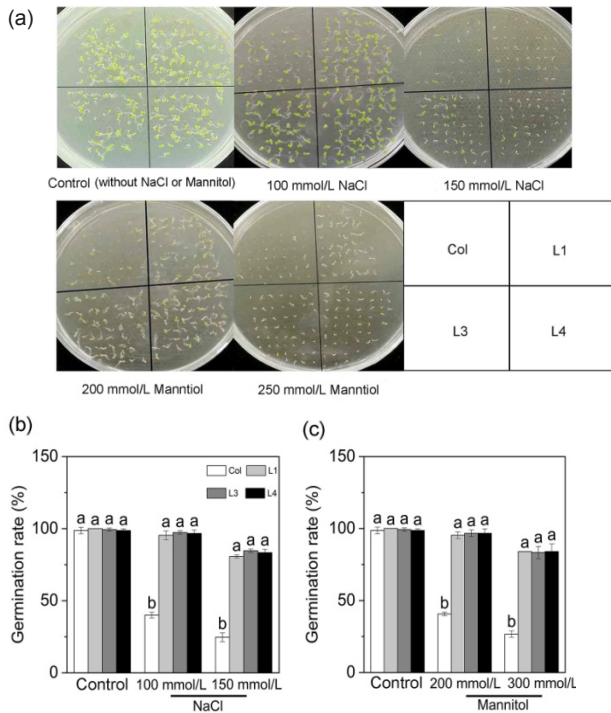 (a)
Control (without NaCl or Mannitol) 100 mmol/L NaCl 150 mmol/L NaCl
200 mmol/L Manntiol 250 mmol/L Manntiol
Col L1
L3 L4
(b)
Germination rate (%)
150
100
50
0
Col L1
L3 L4
a a a a
b a a a
b a a a
Control 100 mmol/L 150 mmol/L
NaCl
(c)
Germination rate (%)
150
100
50
0
a a a a
b a a a
b a a a
Control 200 mmol/L 300 mmol/L
Mannitol